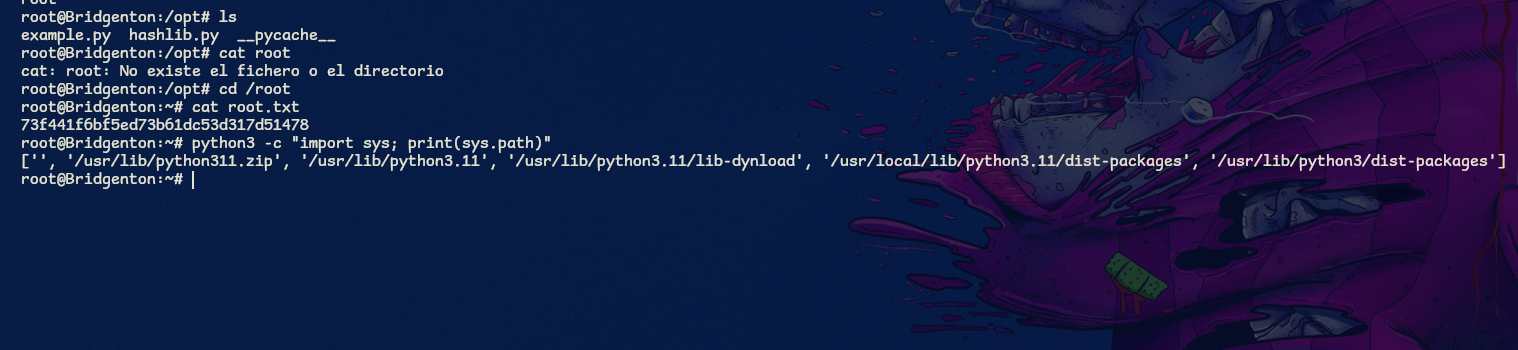 root
root@Bridgenton:/opt# ls
example.py  hashlib.py  __pycache__
root@Bridgenton:/opt# cat root
cat: root: No existe el fichero o el directorio
root@Bridgenton:/opt# cd /root
root@Bridgenton:~# cat root.txt
73f441f6bf5ed73b61dc53d317d51478
root@Bridgenton:~# python3 -c "import sys; print(sys.path)"
['', '/usr/lib/python311.zip', '/usr/lib/python3.11', '/usr/lib/python3.11/lib-dynload', '/usr/local/lib/python3.11/dist-packages', '/usr/lib/python3/dist-packages']
root@Bridgenton:~#